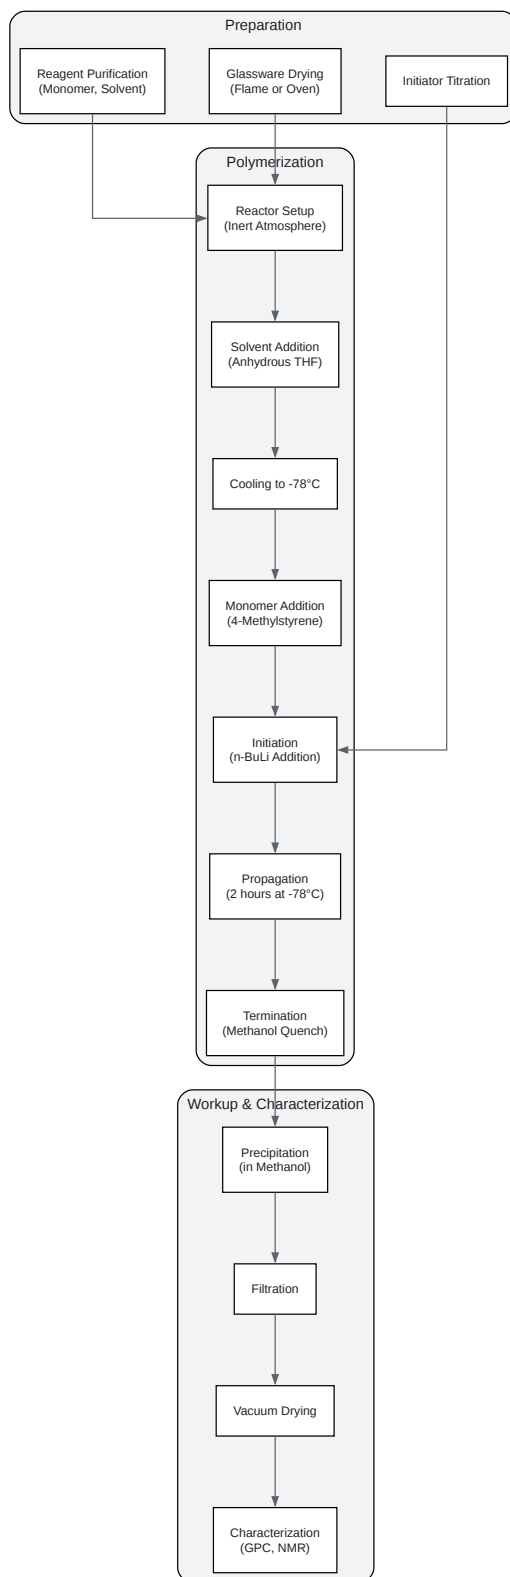 Preparation
Reagent Purification
(Monomer, Solvent)
Glassware Drying
(Flame or Oven)
Initiator Titration
Polymerization
Reactor Setup
(Inert Atmosphere)
Solvent Addition
(Anhydrous THF)
Cooling to -78°C
Monomer Addition
(4-Methylstyrene)
Initiation
(n-BuLi Addition)
Propagation
(2 hours at -78°C)
Termination
(Methanol Quench)
Workup & Characterization
Precipitation
(in Methanol)
Filtration
Vacuum Drying
Characterization
(GPC, NMR)